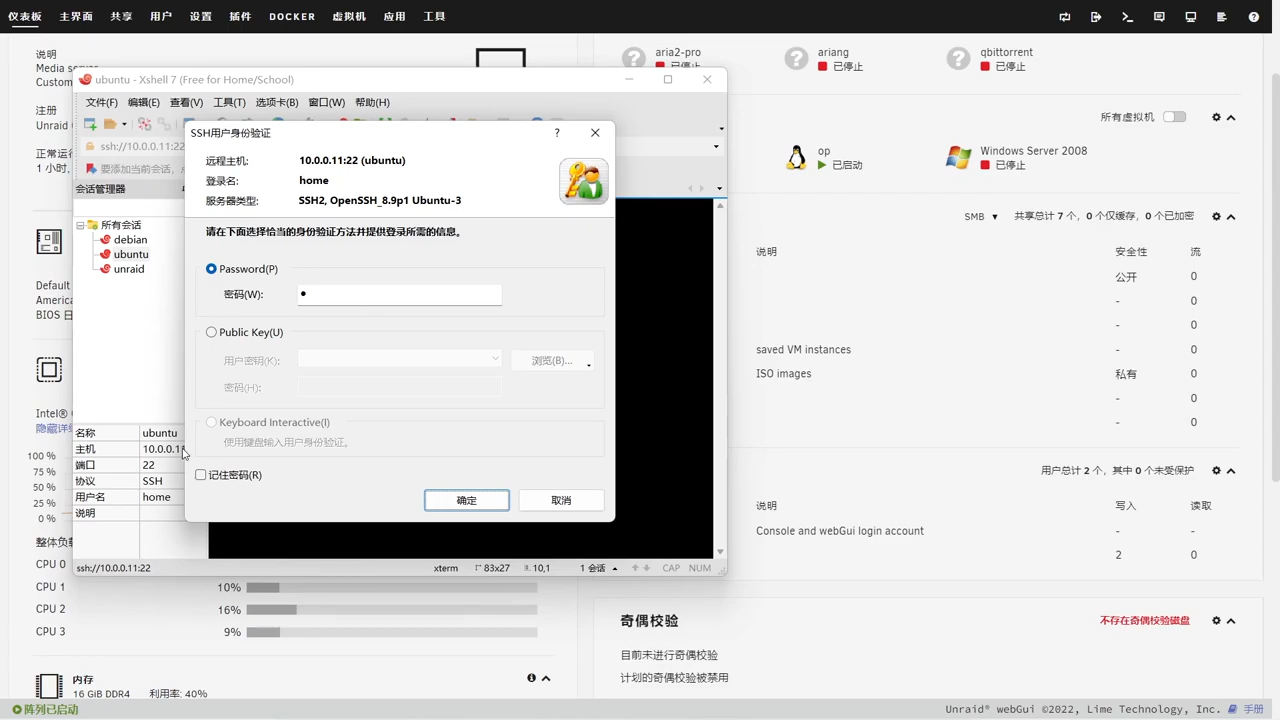 仪表板 主界面 共享 用户 设置 插件 DOCKER 虚拟机 应用 工具
说明
Media
Custom
注册
Unraid
正常运
1 小时,
aria2-pro
已停止
ariang
已停止
qbittorrent
已停止
ubuntu - Xshell 7 (Free for Home/School)
文件(F) 编辑(E) 查看(V) 工具(T) 选项卡(B) 窗口(W) 帮助(H)
ssh://10.0.0.11:22
要添加当前会话，点
会话管理器
所有会话
debian
ubuntu
unraid
名称 ubuntu
主机 10.0.0.1
端口 22
协议 SSH
用户名 home
说明
ssh://10.0.0.11:22 xterm 83x27 10,1 1 会话 CAP NUM
SSH用户身份验证
远程主机: 10.0.0.11:22 (ubuntu)
登录名: home
服务器类型: SSH2, OpenSSH_8.9p1 Ubuntu-3
请在下面选择恰当的身份验证方法并提供登录所需的信息。
Password(P)
密码(W):
Public Key(U)
用户密钥(K): 浏览(B)...
密码(H):
Keyboard Interactive(I)
使用键盘输入用户身份验证。
记住密码(R)
确定 取消
Default
America
BIOS 日
Intel®
隐藏详细
100 %
75 %
50 %
25 %
0 %
整体负载
CPU 0
CPU 1 10%
CPU 2 16%
CPU 3 9%
内存
16 GiB DDR4 利用率: 40%
所有虚拟机
op
已启动
Windows Server 2008
已停止
SMB 共享总计 7 个，0 个仅缓存，0 个已加密
说明 安全性 流
公开 0
- 0
- 0
saved VM instances - 0
ISO images 私有 0
- 0
- 0
用户总计 2 个，其中 0 个未受保护
说明 写入 读取
Console and webGui login account - -
2 0
奇偶校验 不存在奇偶校验磁盘
目前未进行奇偶校验
计划的奇偶校验被禁用
阵列已启动
Unraid® webGui ©2022, Lime Technology, Inc. 手册